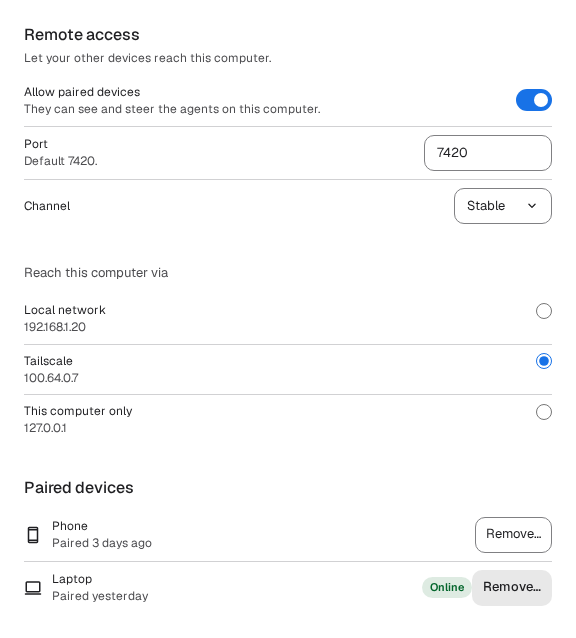 Remote access
Let your other devices reach this computer.
Allow paired devices
They can see and steer the agents on this computer.
Port
Default 7420.
7420
Channel
Stable
Reach this computer via
Local network
192.168.1.20
Tailscale
100.64.0.7
This computer only
127.0.0.1
Paired devices
Phone
Paired 3 days ago
Remove...
Laptop
Paired yesterday
Online
Remove...